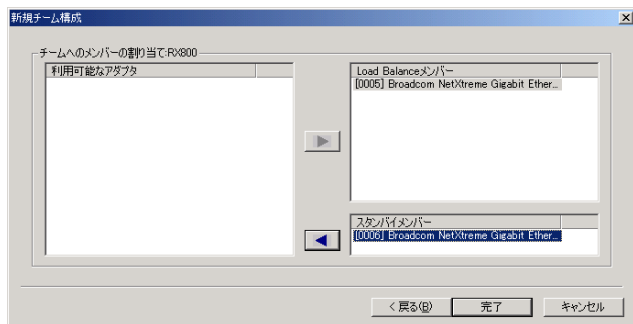 新規チーム構成
チームへのメンバーの割り当て:RX800
利用可能なアダプタ
Load Balanceメンバー
[0005] Broadcom NetXtreme Gigabit Ether...
スタンバイメンバー
[0006] Broadcom NetXtreme Gigabit Ether...
< 戻る(B)
完了
キャンセル